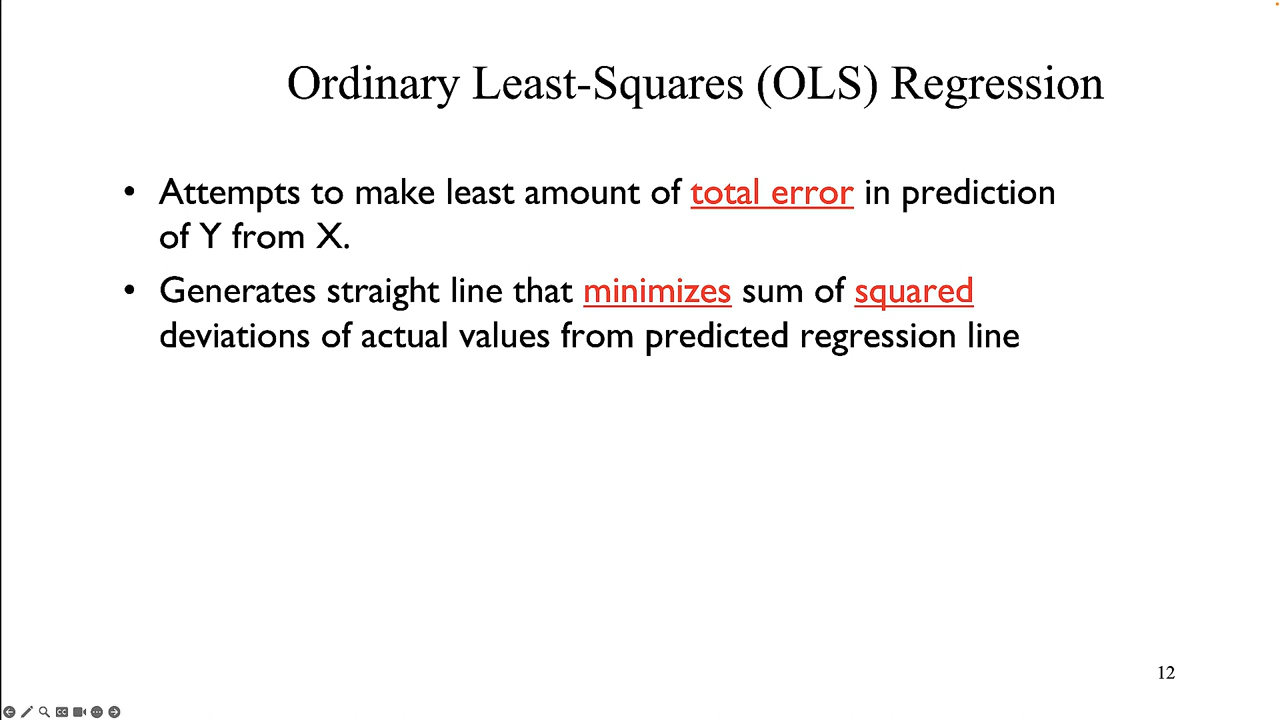 Ordinary Least-Squares (OLS) Regression
• Attempts to make least amount of total error in prediction
of Y from X.
• Generates straight line that minimizes sum of squared
deviations of actual values from predicted regression line
12